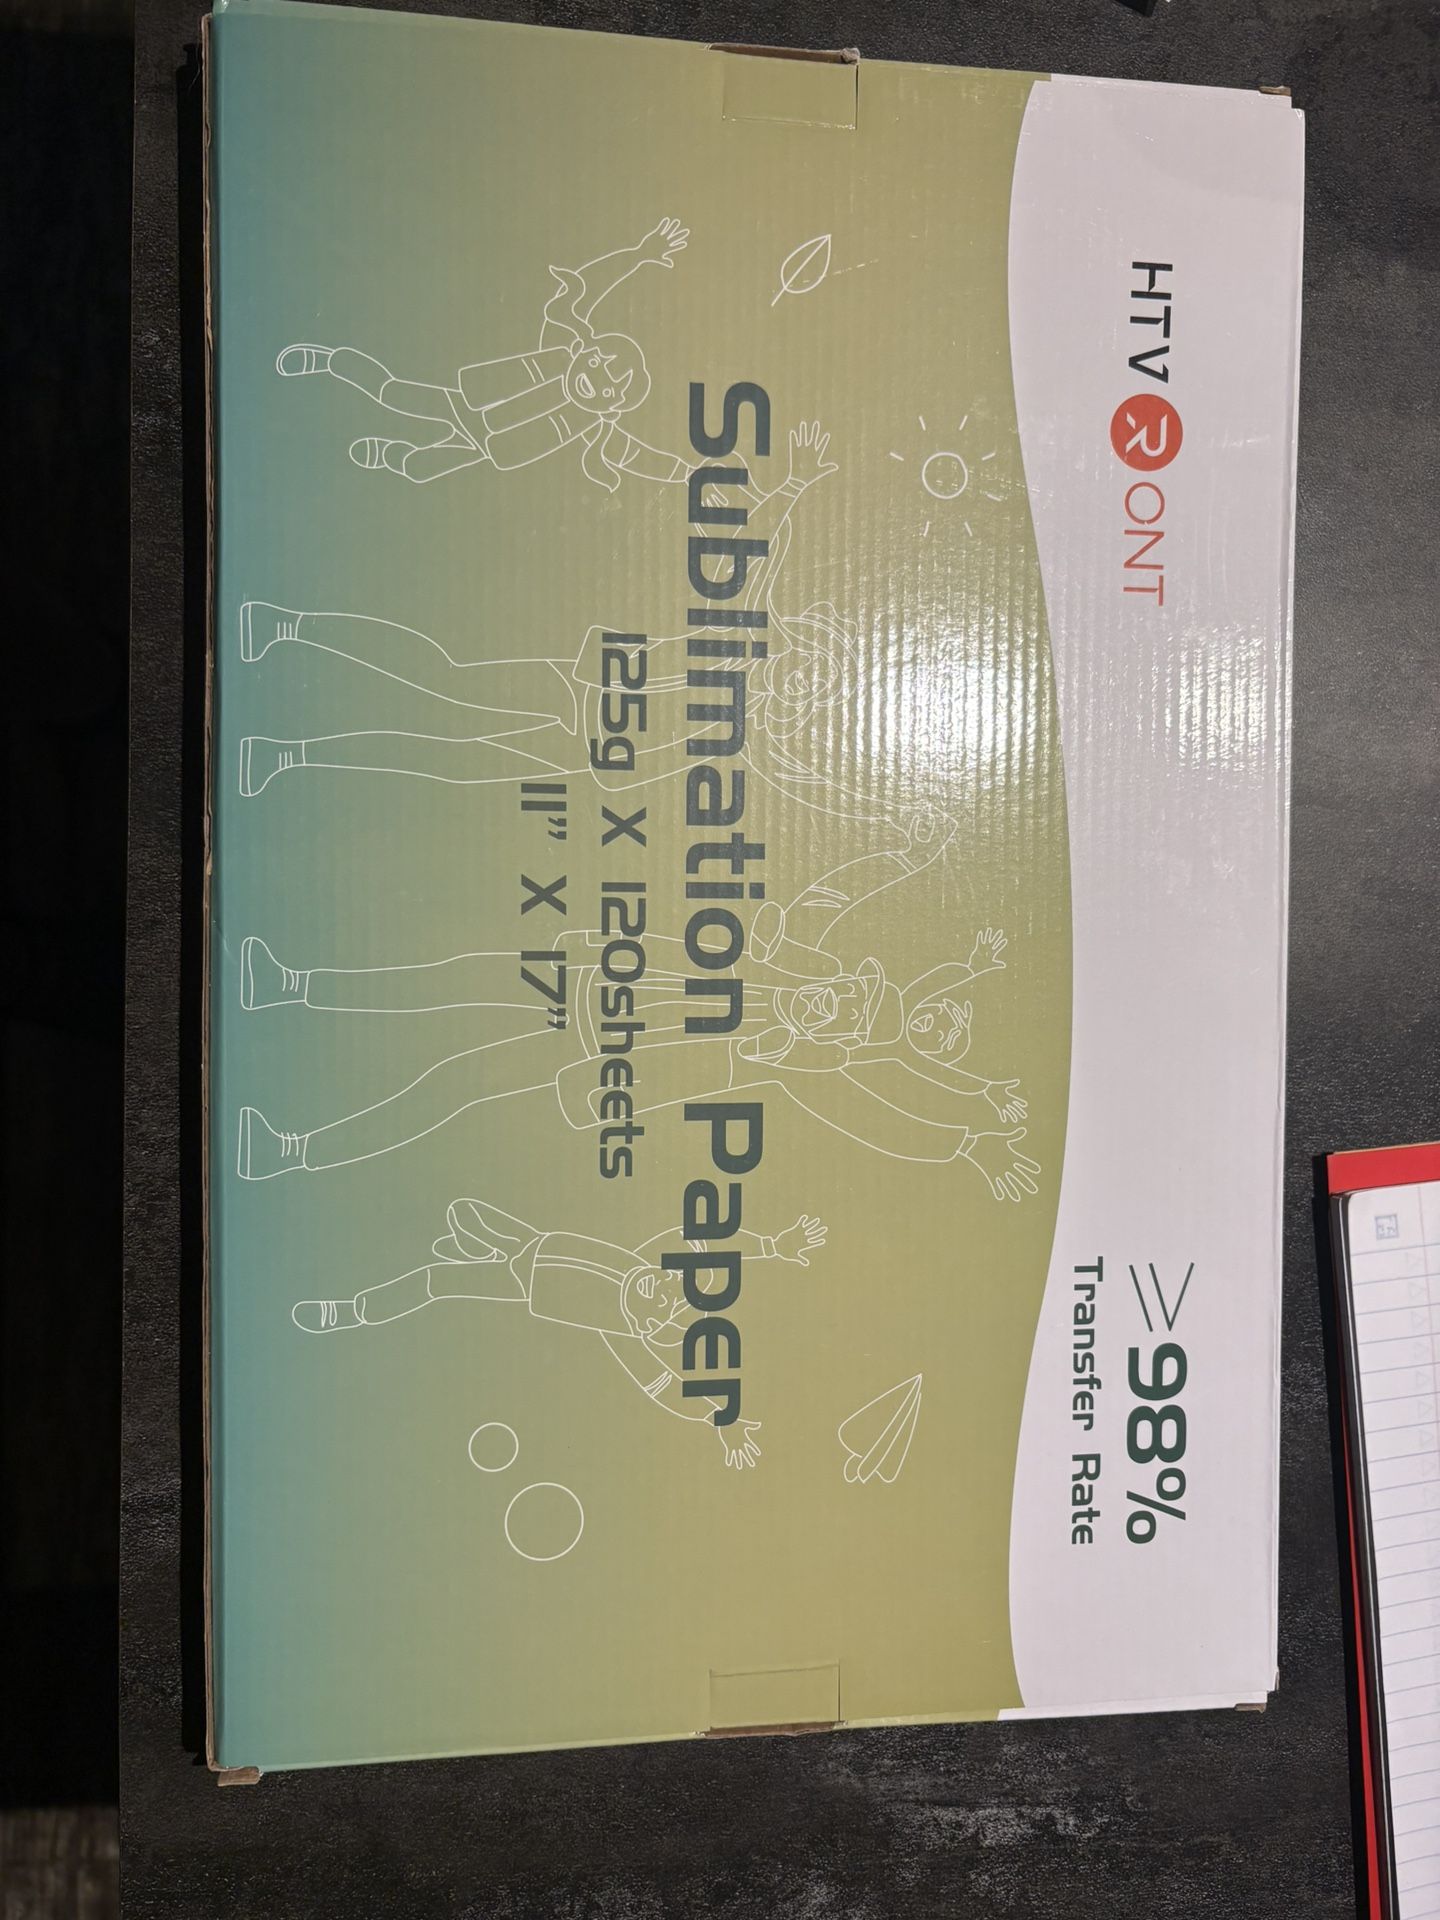 HTVRONT
≥98%
Transfer Rate
Sublimation Paper
125g X 120sheets
11” X 17”